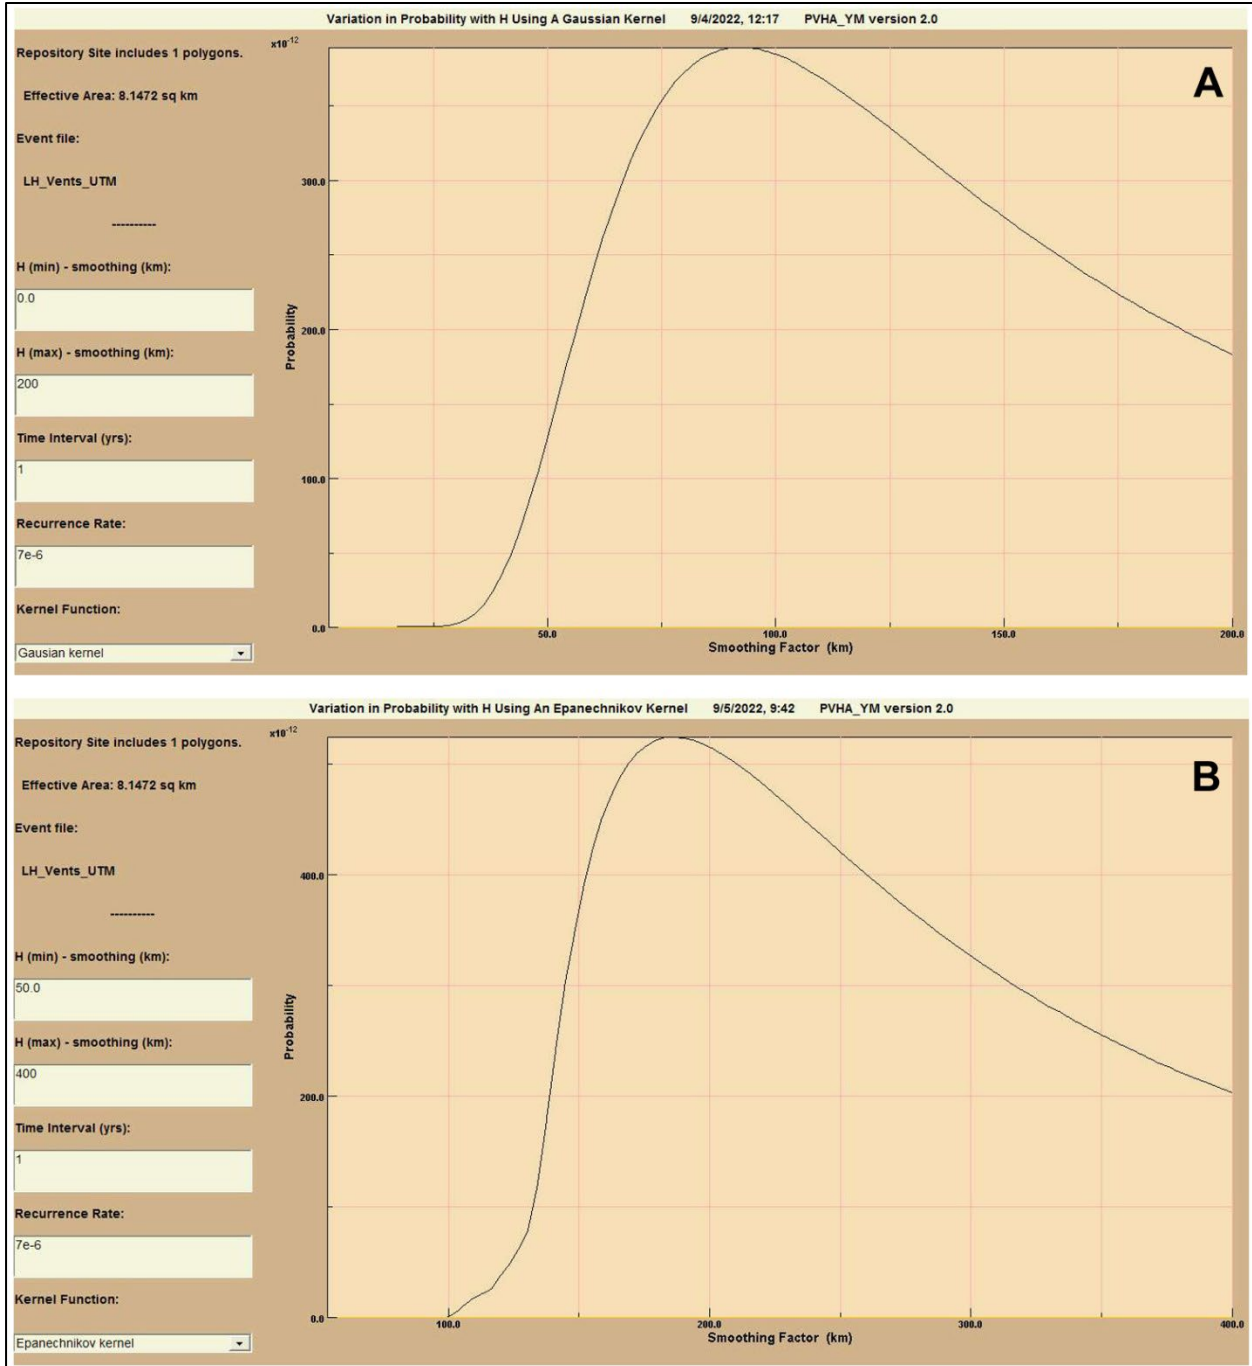 Variation in Probability with H Using A Gaussian Kernel 9/4/2022, 12:17 PVHA_YM version 2.0
Repository Site includes 1 polygons.
Effective Area: 8.1472 sq km
Event file:
LH_Vents_UTM
----------
H (min) - smoothing (km):
0.0
H (max) - smoothing (km):
200
Time Interval (yrs):
1
Recurrence Rate:
7e-6
Kernel Function:
Gausian kernel
x10-12
A
300.0
200.0
100.0
0.0
Probability
50.0 100.0 150.0 200.0
Smoothing Factor (km)
Variation in Probability with H Using An Epanechnikov Kernel 9/5/2022, 9:42 PVHA_YM version 2.0
Repository Site includes 1 polygons.
Effective Area: 8.1472 sq km
Event file:
LH_Vents_UTM
----------
H (min) - smoothing (km):
50.0
H (max) - smoothing (km):
400
Time Interval (yrs):
1
Recurrence Rate:
7e-6
Kernel Function:
Epanechnikov kernel
x10-12
B
400.0
200.0
0.0
Probability
100.0 200.0 300.0 400.0
Smoothing Factor (km)